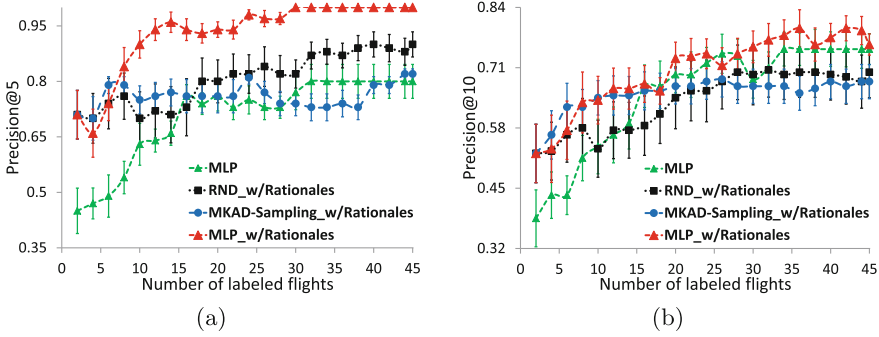 Precision@5
0.95
0.8
0.65
0.5
0.35
0 5 10 15 20 25 30 35 40 45
Number of labeled flights
MLP
RND_w/Rationales
MKAD-Sampling_w/Rationales
MLP_w/Rationales
(a)
Precision@10
0.84
0.71
0.58
0.45
0.32
0 5 10 15 20 25 30 35 40 45
Number of labeled flights
MLP
RND_w/Rationales
MKAD-Sampling_w/Rationales
MLP_w/Rationales
(b)